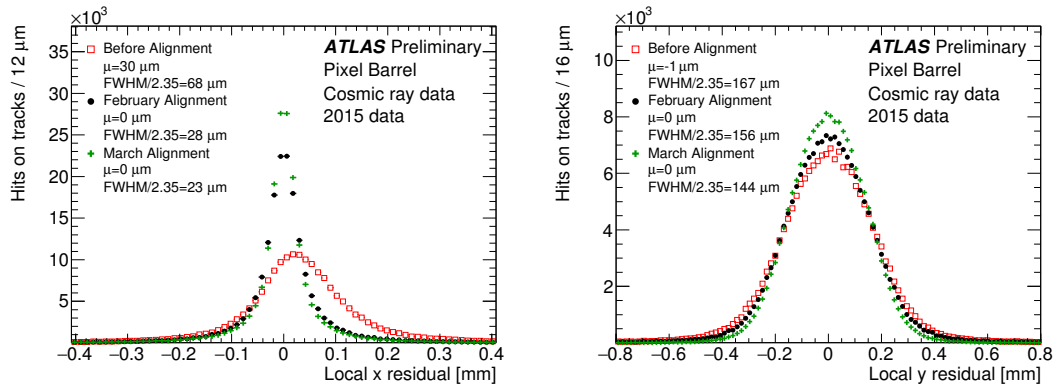 ×10³
Hits on tracks / 12 μm
35
30
25
20
15
10
5
Before Alignment
μ=30 μm
FWHM/2.35=68 μm
February Alignment
μ=0 μm
FWHM/2.35=28 μm
March Alignment
μ=0 μm
FWHM/2.35=23 μm
ATLAS Preliminary
Pixel Barrel
Cosmic ray data
2015 data
−0.4 −0.3 −0.2 −0.1 0 0.1 0.2 0.3 0.4
Local x residual [mm]
×10³
Hits on tracks / 16 μm
10
8
6
4
2
0
Before Alignment
μ=-1 μm
FWHM/2.35=167 μm
February Alignment
μ=0 μm
FWHM/2.35=156 μm
March Alignment
μ=0 μm
FWHM/2.35=144 μm
ATLAS Preliminary
Pixel Barrel
Cosmic ray data
2015 data
−0.8 −0.6 −0.4 −0.2 0 0.2 0.4 0.6 0.8
Local y residual [mm]